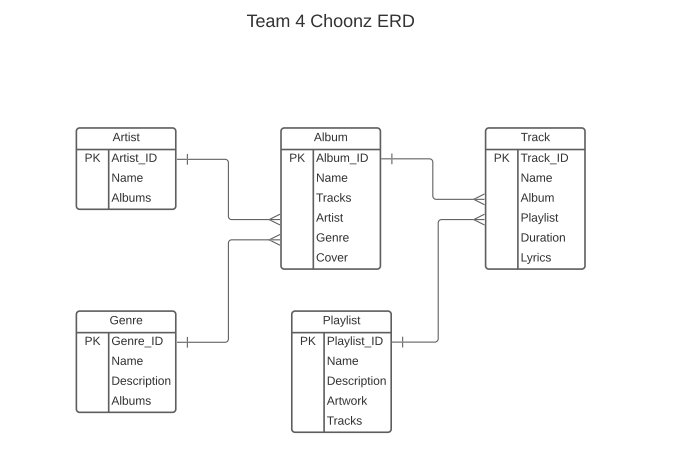 Team 4 Choonz ERD
Artist
PK Artist_ID
Name
Albums
Album
PK Album_ID
Name
Tracks
Artist
Genre
Cover
Track
PK Track_ID
Name
Album
Playlist
Duration
Lyrics
Genre
PK Genre_ID
Name
Description
Albums
Playlist
PK Playlist_ID
Name
Description
Artwork
Tracks